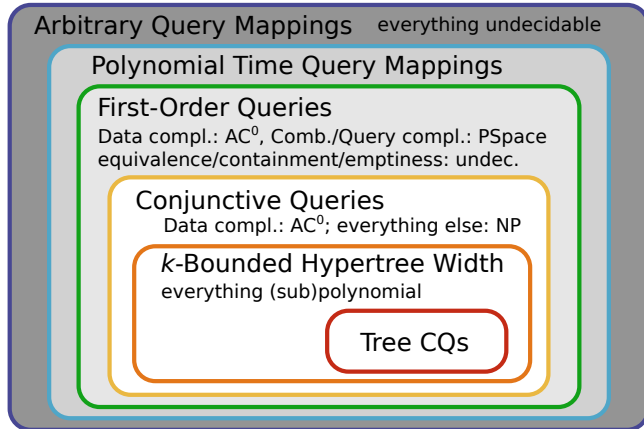 Arbitrary Query Mappings everything undecidable
Polynomial Time Query Mappings
First-Order Queries
Data compl.: AC⁰, Comb./Query compl.: PSpace
equivalence/containment/emptiness: undec.
Conjunctive Queries
Data compl.: AC⁰; everything else: NP
k-Bounded Hypertree Width
everything (sub)polynomial
Tree CQs